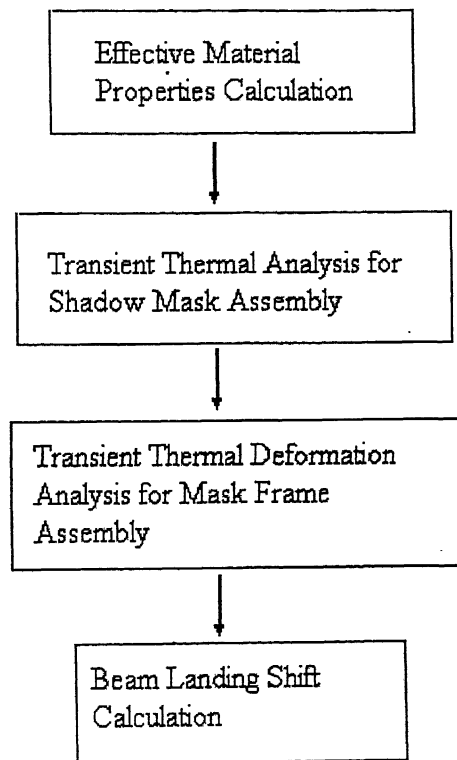 Effective Material
Properties Calculation
Transient Thermal Analysis for
Shadow Mask Assembly
Transient Thermal Deformation
Analysis for Mask Frame
Assembly
Beam Landing Shift
Calculation